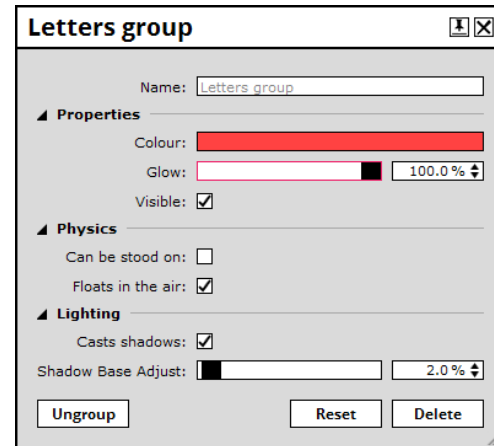 Letters group
Name: Letters group
Properties
Colour:
Glow: 100.0 %
Visible:
Physics
Can be stood on:
Floats in the air:
Lighting
Casts shadows:
Shadow Base Adjust: 2.0 %
Ungroup Reset Delete